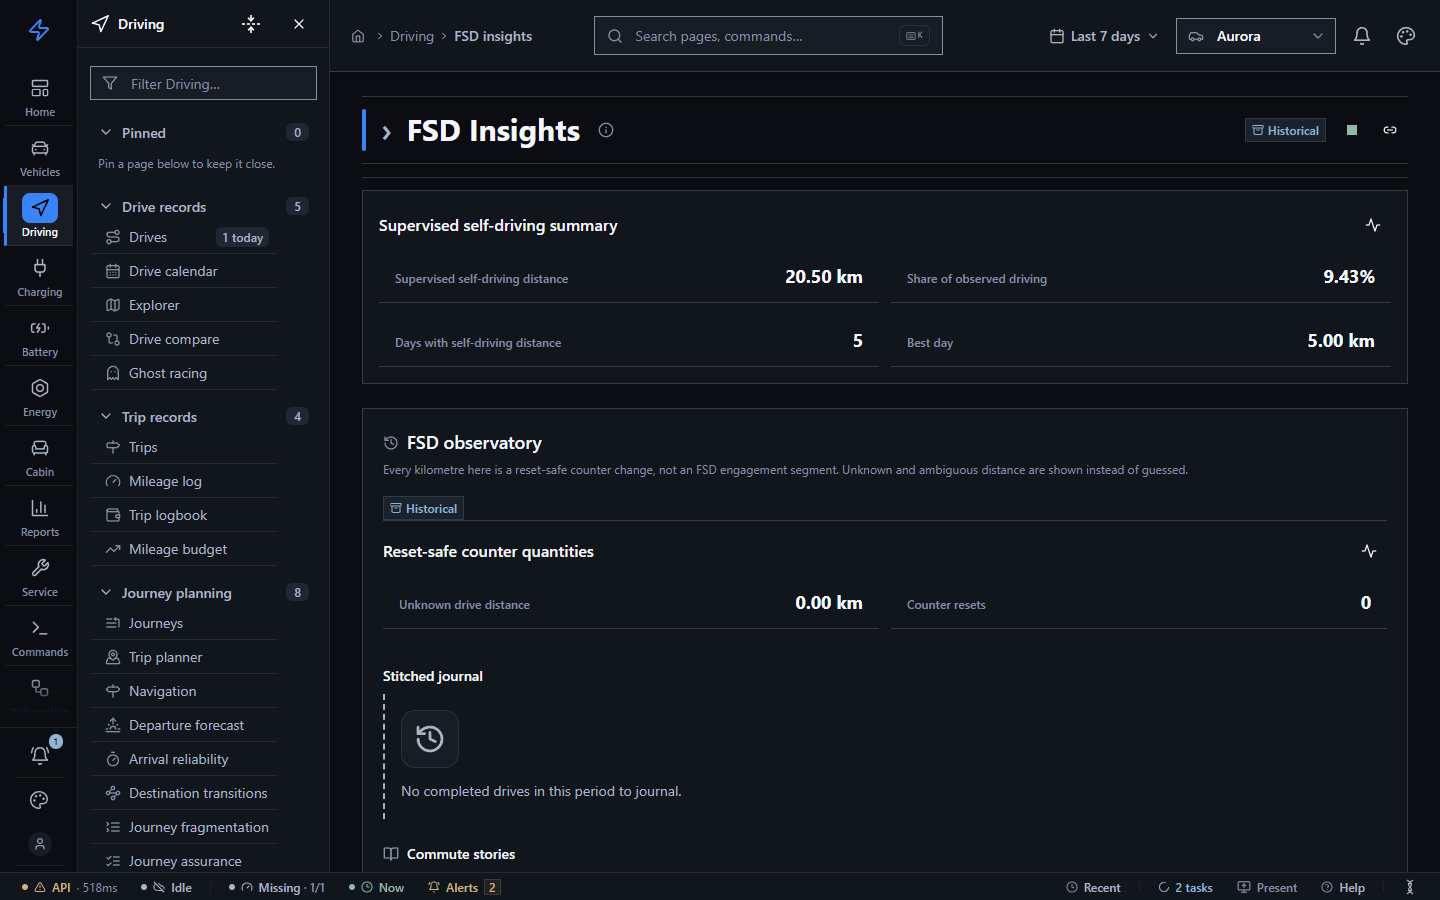 Home
Vehicles
Driving
Charging
Battery
Energy
Cabin
Reports
Service
Commands
1
Driving
Filter Driving...
Pinned 0
Pin a page below to keep it close.
Drive records 5
Drives 1 today
Drive calendar
Explorer
Drive compare
Ghost racing
Trip records 4
Trips
Mileage log
Trip logbook
Mileage budget
Journey planning 8
Journeys
Trip planner
Navigation
Departure forecast
Arrival reliability
Destination transitions
Journey fragmentation
Journey assurance
Driving FSD insights
Search pages, commands... K
Last 7 days
Aurora
FSD Insights
Historical
Supervised self-driving summary
Supervised self-driving distance 20.50 km
Share of observed driving 9.43%
Days with self-driving distance 5
Best day 5.00 km
FSD observatory
Every kilometre here is a reset-safe counter change, not an FSD engagement segment. Unknown and ambiguous distance are shown instead of guessed.
Historical
Reset-safe counter quantities
Unknown drive distance 0.00 km
Counter resets 0
Stitched journal
No completed drives in this period to journal.
Commute stories
API · 518ms
Idle
Missing · 1/1
Now
Alerts 2
Recent
2 tasks
Present
Help